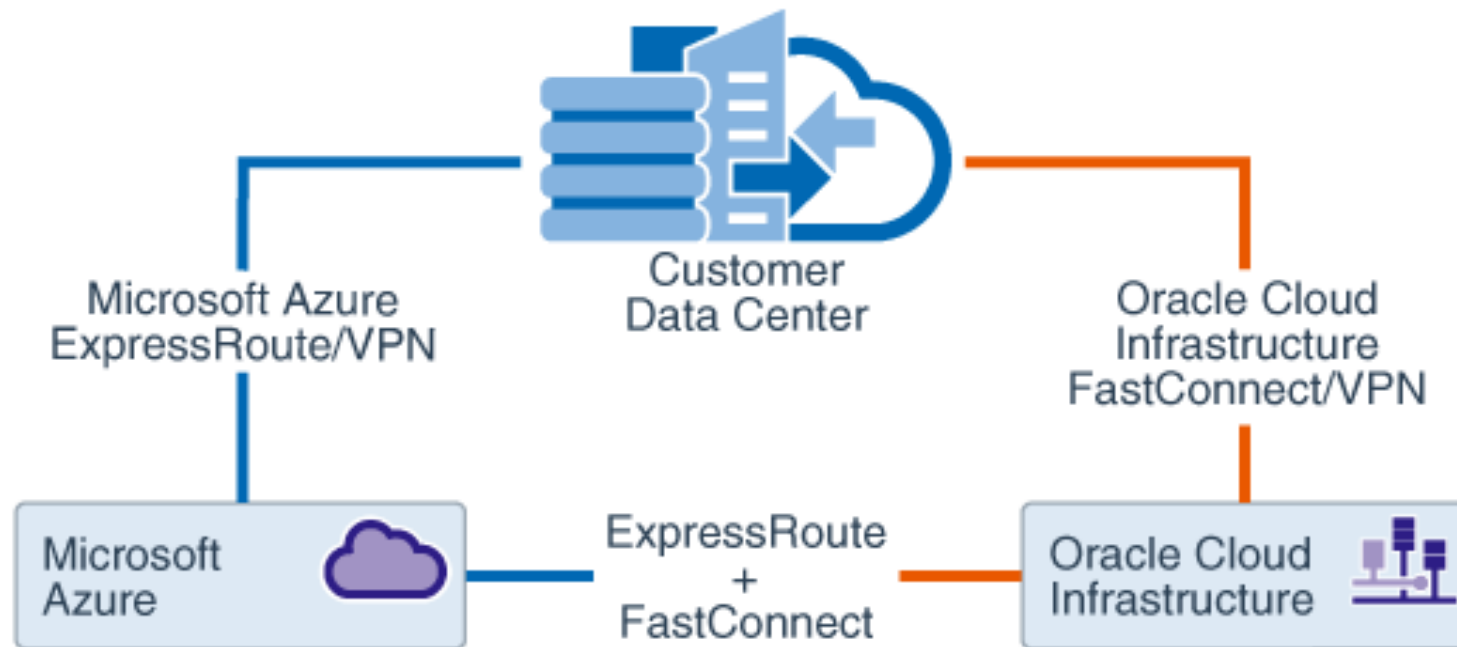 Customer
Data Center
Microsoft Azure
ExpressRoute/VPN
Oracle Cloud
Infrastructure
FastConnect/VPN
Microsoft
Azure
ExpressRoute
+
FastConnect
Oracle Cloud
Infrastructure